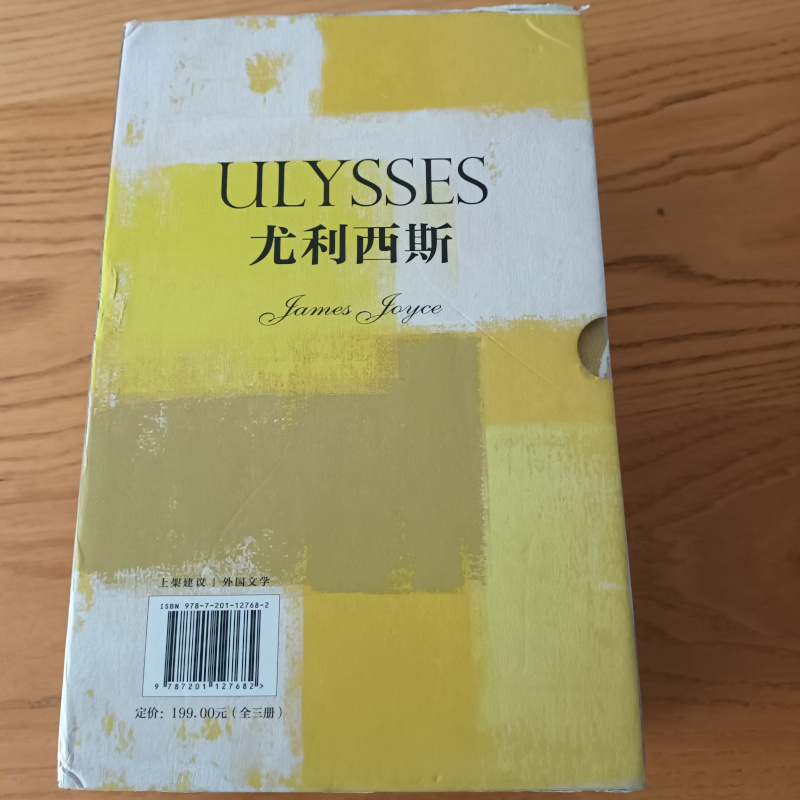 ULYSSES
尤利西斯
James Joyce
上架建议 | 外国文学
ISBN 978-7-201-12768-2
9 787201 127682 >
定价：199.00元（全三册）